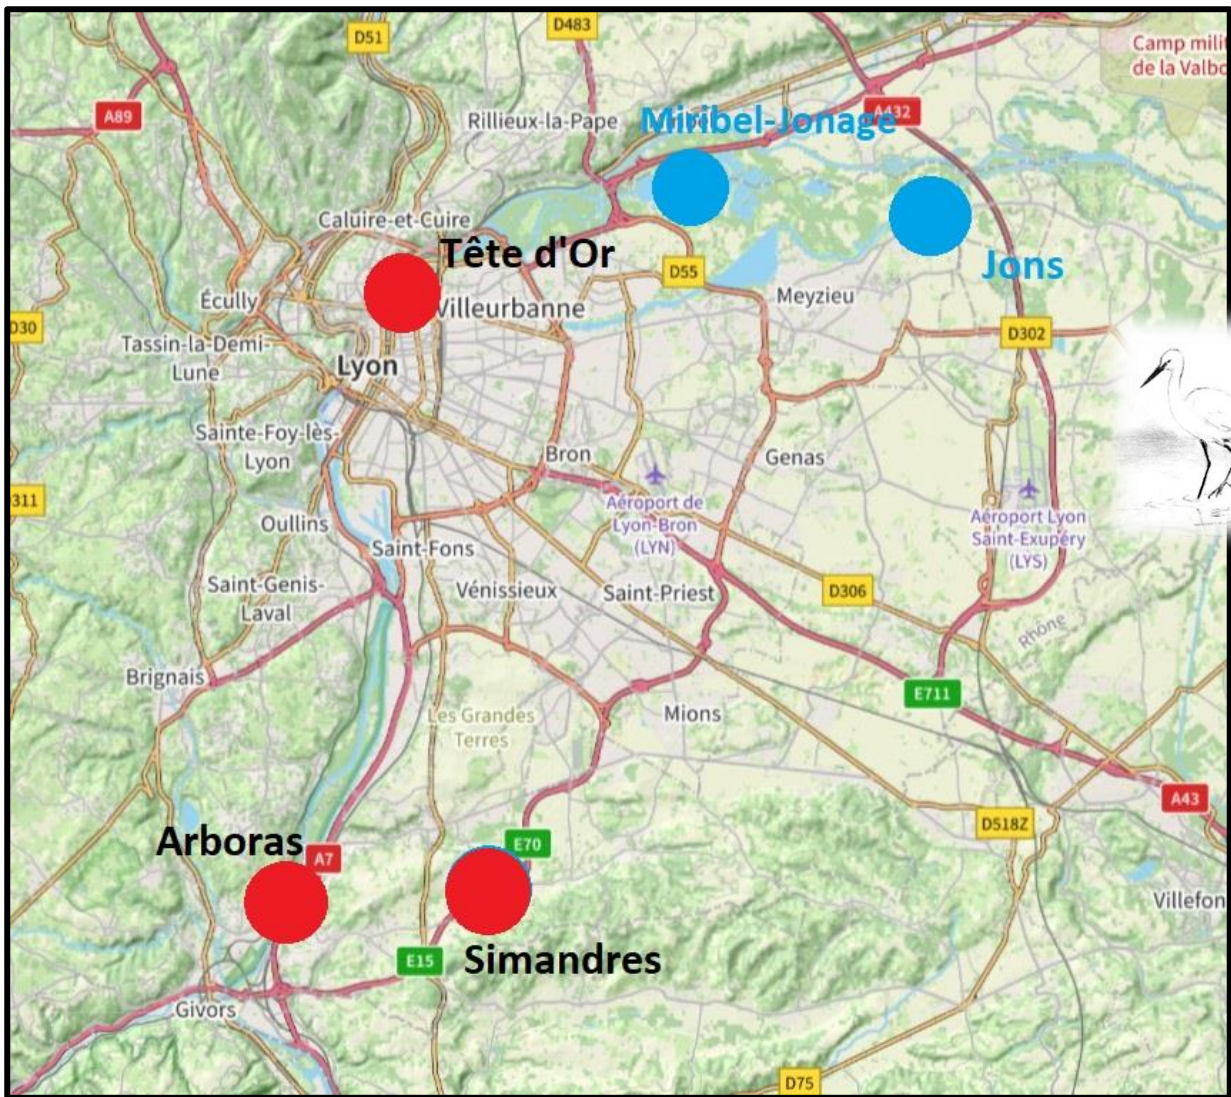 D51
D483
Camp mili
de la Valbo
A89
Rillieux-la-Pape
Miribel-Jonage
A432
Caluire-et-Cuire
Tête d'Or
D55
Jons
Écully
Villeurbanne
Meyzieu
D30
Tassin-la-Demi-
Lune
Lyon
D302
Sainte-Foy-lès-
Lyon
Bron
Genas
D311
Oullins
Aéroport de
Lyon-Bron
(LYN)
Aéroport Lyon
Saint-Exupéry
(LYS)
Saint-Fons
Saint-Genis-
Laval
Vénissieux
Saint-Priest
D306
Rhône
Brignais
E711
Les Grandes
Terres
Mions
A43
D518Z
Arboras
A7
E70
Villefon
E15
Simandres
Givors
D75